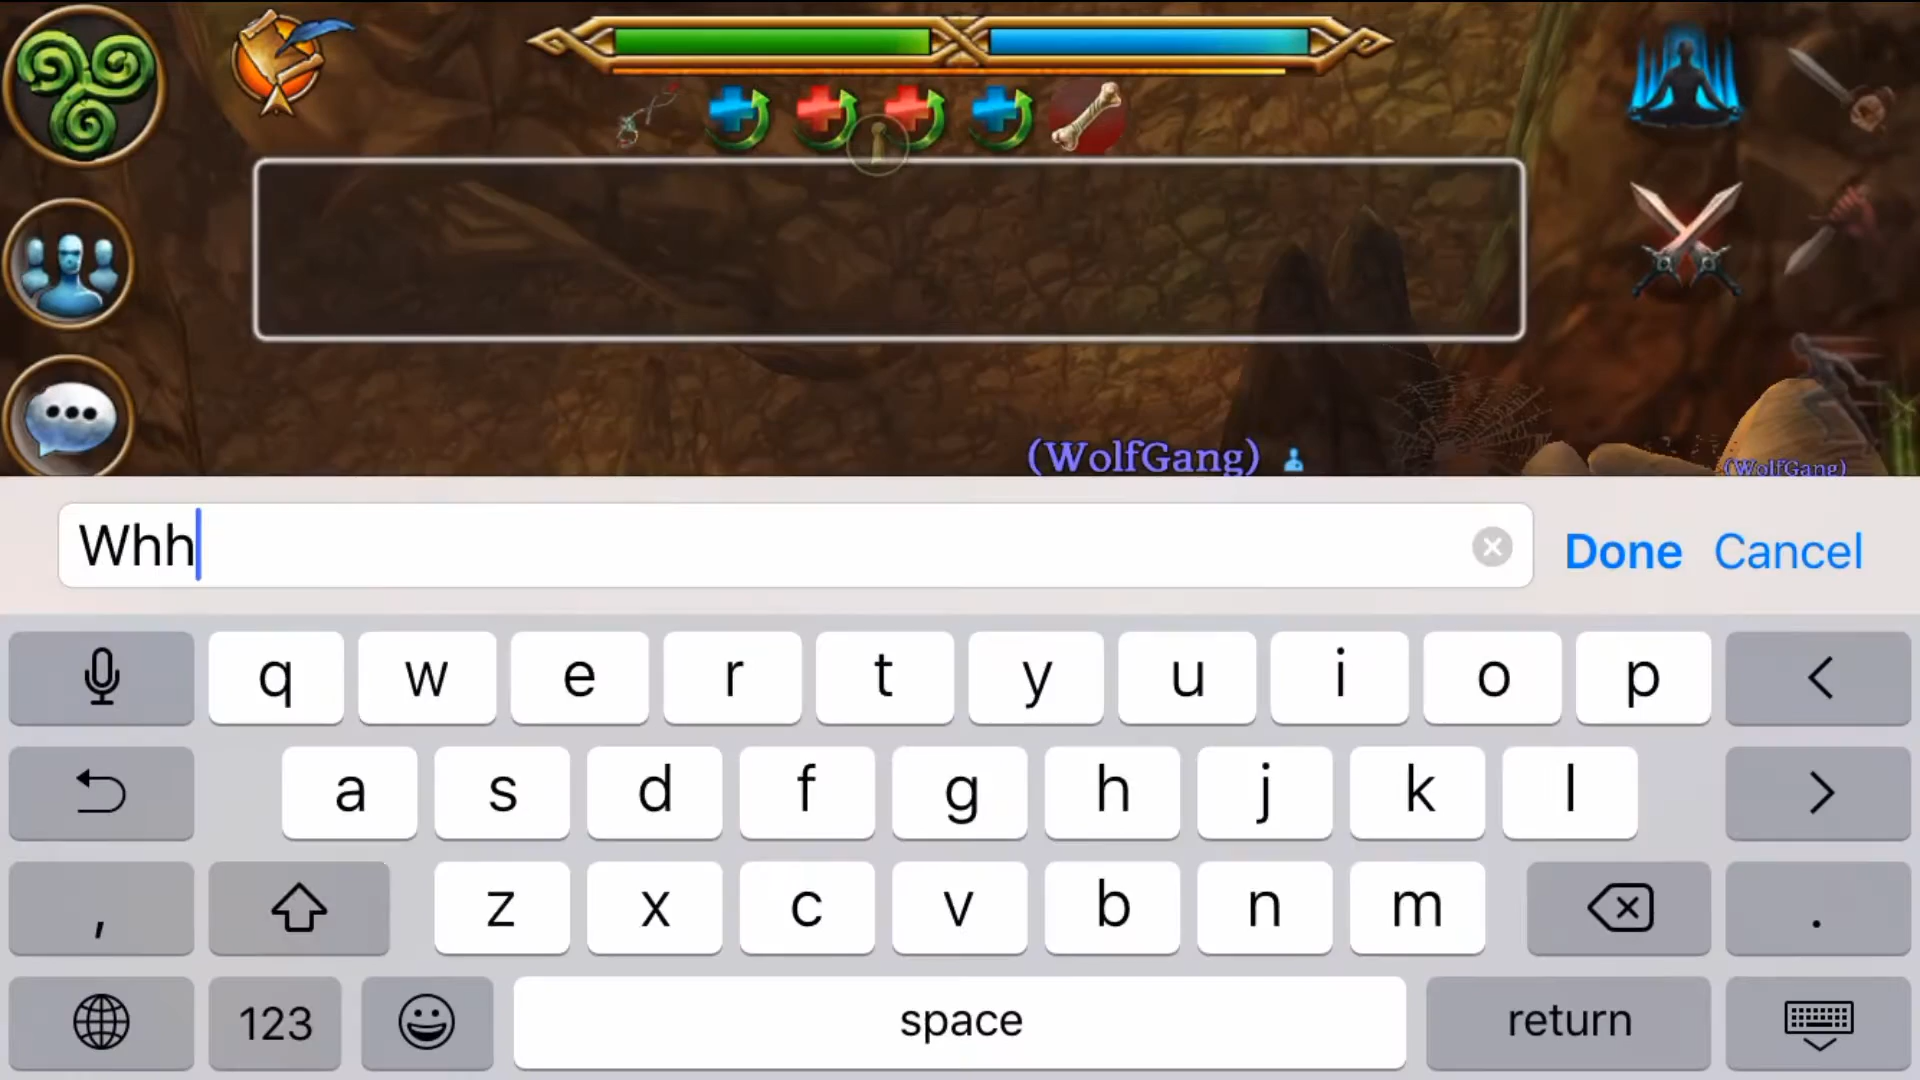 (WolfGang)
(WolfGang)
Whh
Done Cancel
q w e r t y u i o p <
a s d f g h j k l >
, z x c v b n m .
123 space return